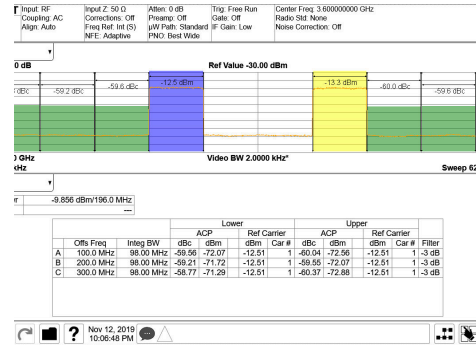 Input: RF Input Z: 50 Ω Atten: 0 dB Trig: Free Run Center Freq: 3.600000000 GHz
Coupling: AC Corrections: Off Preamp: Off Gate: Off Radio Std: None
Align: Auto Freq Ref: Int (S) µW Path: Standard IF Gain: Low Noise Correction: Off
NFE: Adaptive PNO: Best Wide
0 dB Ref Value -30.00 dBm
dBc -59.2 dBc -59.6 dBc -12.5 dBm -13.3 dBm -60.0 dBc -59.6 dBc
GHz Video BW 2.0000 kHz*
kHz Sweep 62
-9.856 dBm/196.0 M
---
Lower Upper
ACP Ref Carrier ACP Ref Carrier
Offs Freq Integ BW dBc dBm dBm Car # dBc dBm dBm Car # Filter
A 100.0 MHz 98.00 MHz -59.56 -72.07 -12.51 1 -60.04 -72.56 -12.51 1 -3 dB
B 200.0 MHz 98.00 MHz -59.21 -71.72 -12.51 1 -59.55 -72.07 -12.51 1 -3 dB
C 300.0 MHz 98.00 MHz -58.77 -71.29 -12.51 1 -60.37 -72.88 -12.51 1 -3 dB
? Nov 12, 2019
10:06:48 PM